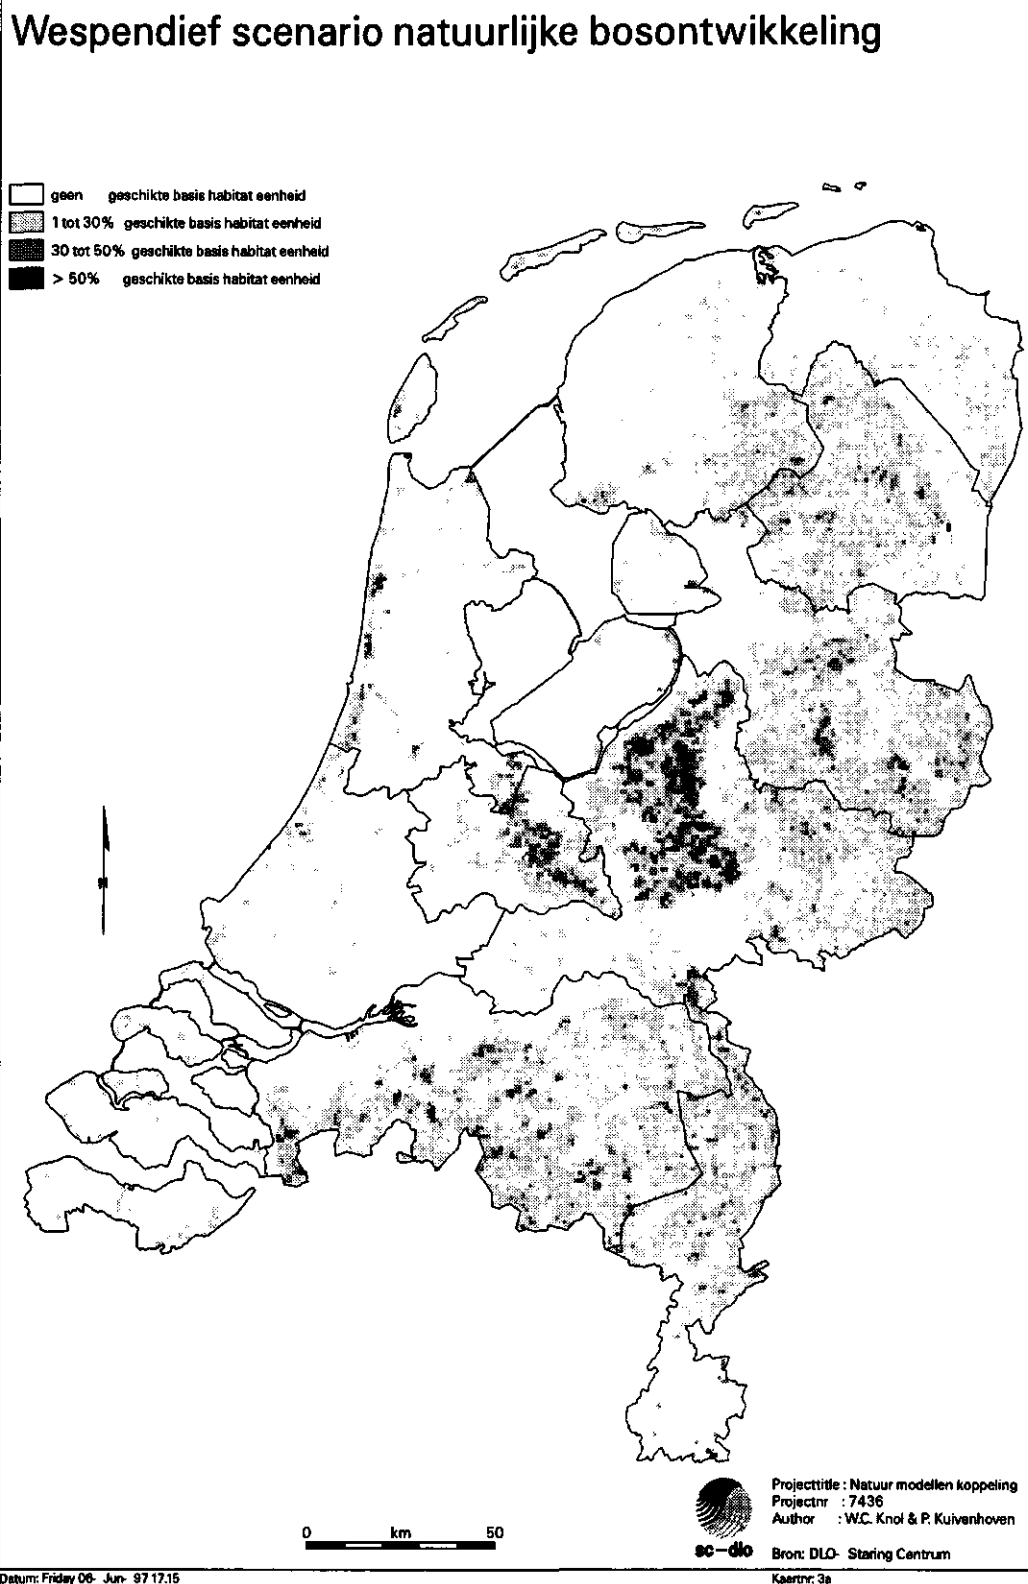 Wespendief scenario natuurlijke bosontwikkeling
geen geschikte basis habitat eenheid
1 tot 30% geschikte basis habitat eenheid
30 tot 50% geschikte basis habitat eenheid
> 50% geschikte basis habitat eenheid
0 km 50
sc-dlo
Projecttitle : Natuur modellen koppeling
Projectnr : 7436
Author : W.C. Knol & P. Kuivenhoven
Bron: DLO- Staring Centrum
Datum: Friday 06- Jun- 97 17.15
Kaartnr: 3a